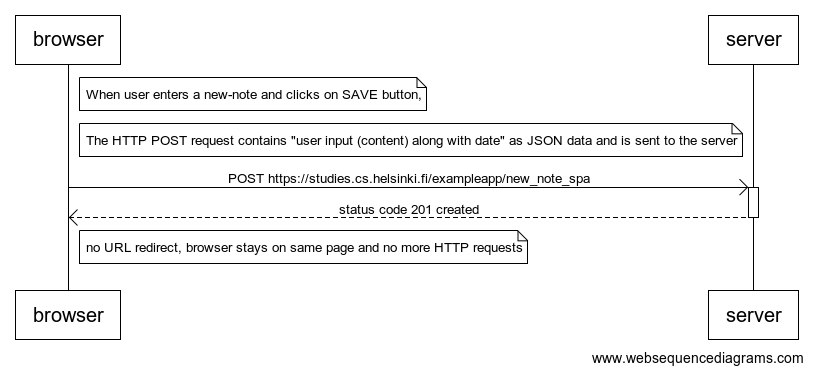 browser
server
When user enters a new-note and clicks on SAVE button,
The HTTP POST request contains "user input (content) along with date" as JSON data and is sent to the server
POST https://studies.cs.helsinki.fi/exampleapp/new_note_spa
status code 201 created
no URL redirect, browser stays on same page and no more HTTP requests
browser
server
www.websequencediagrams.com